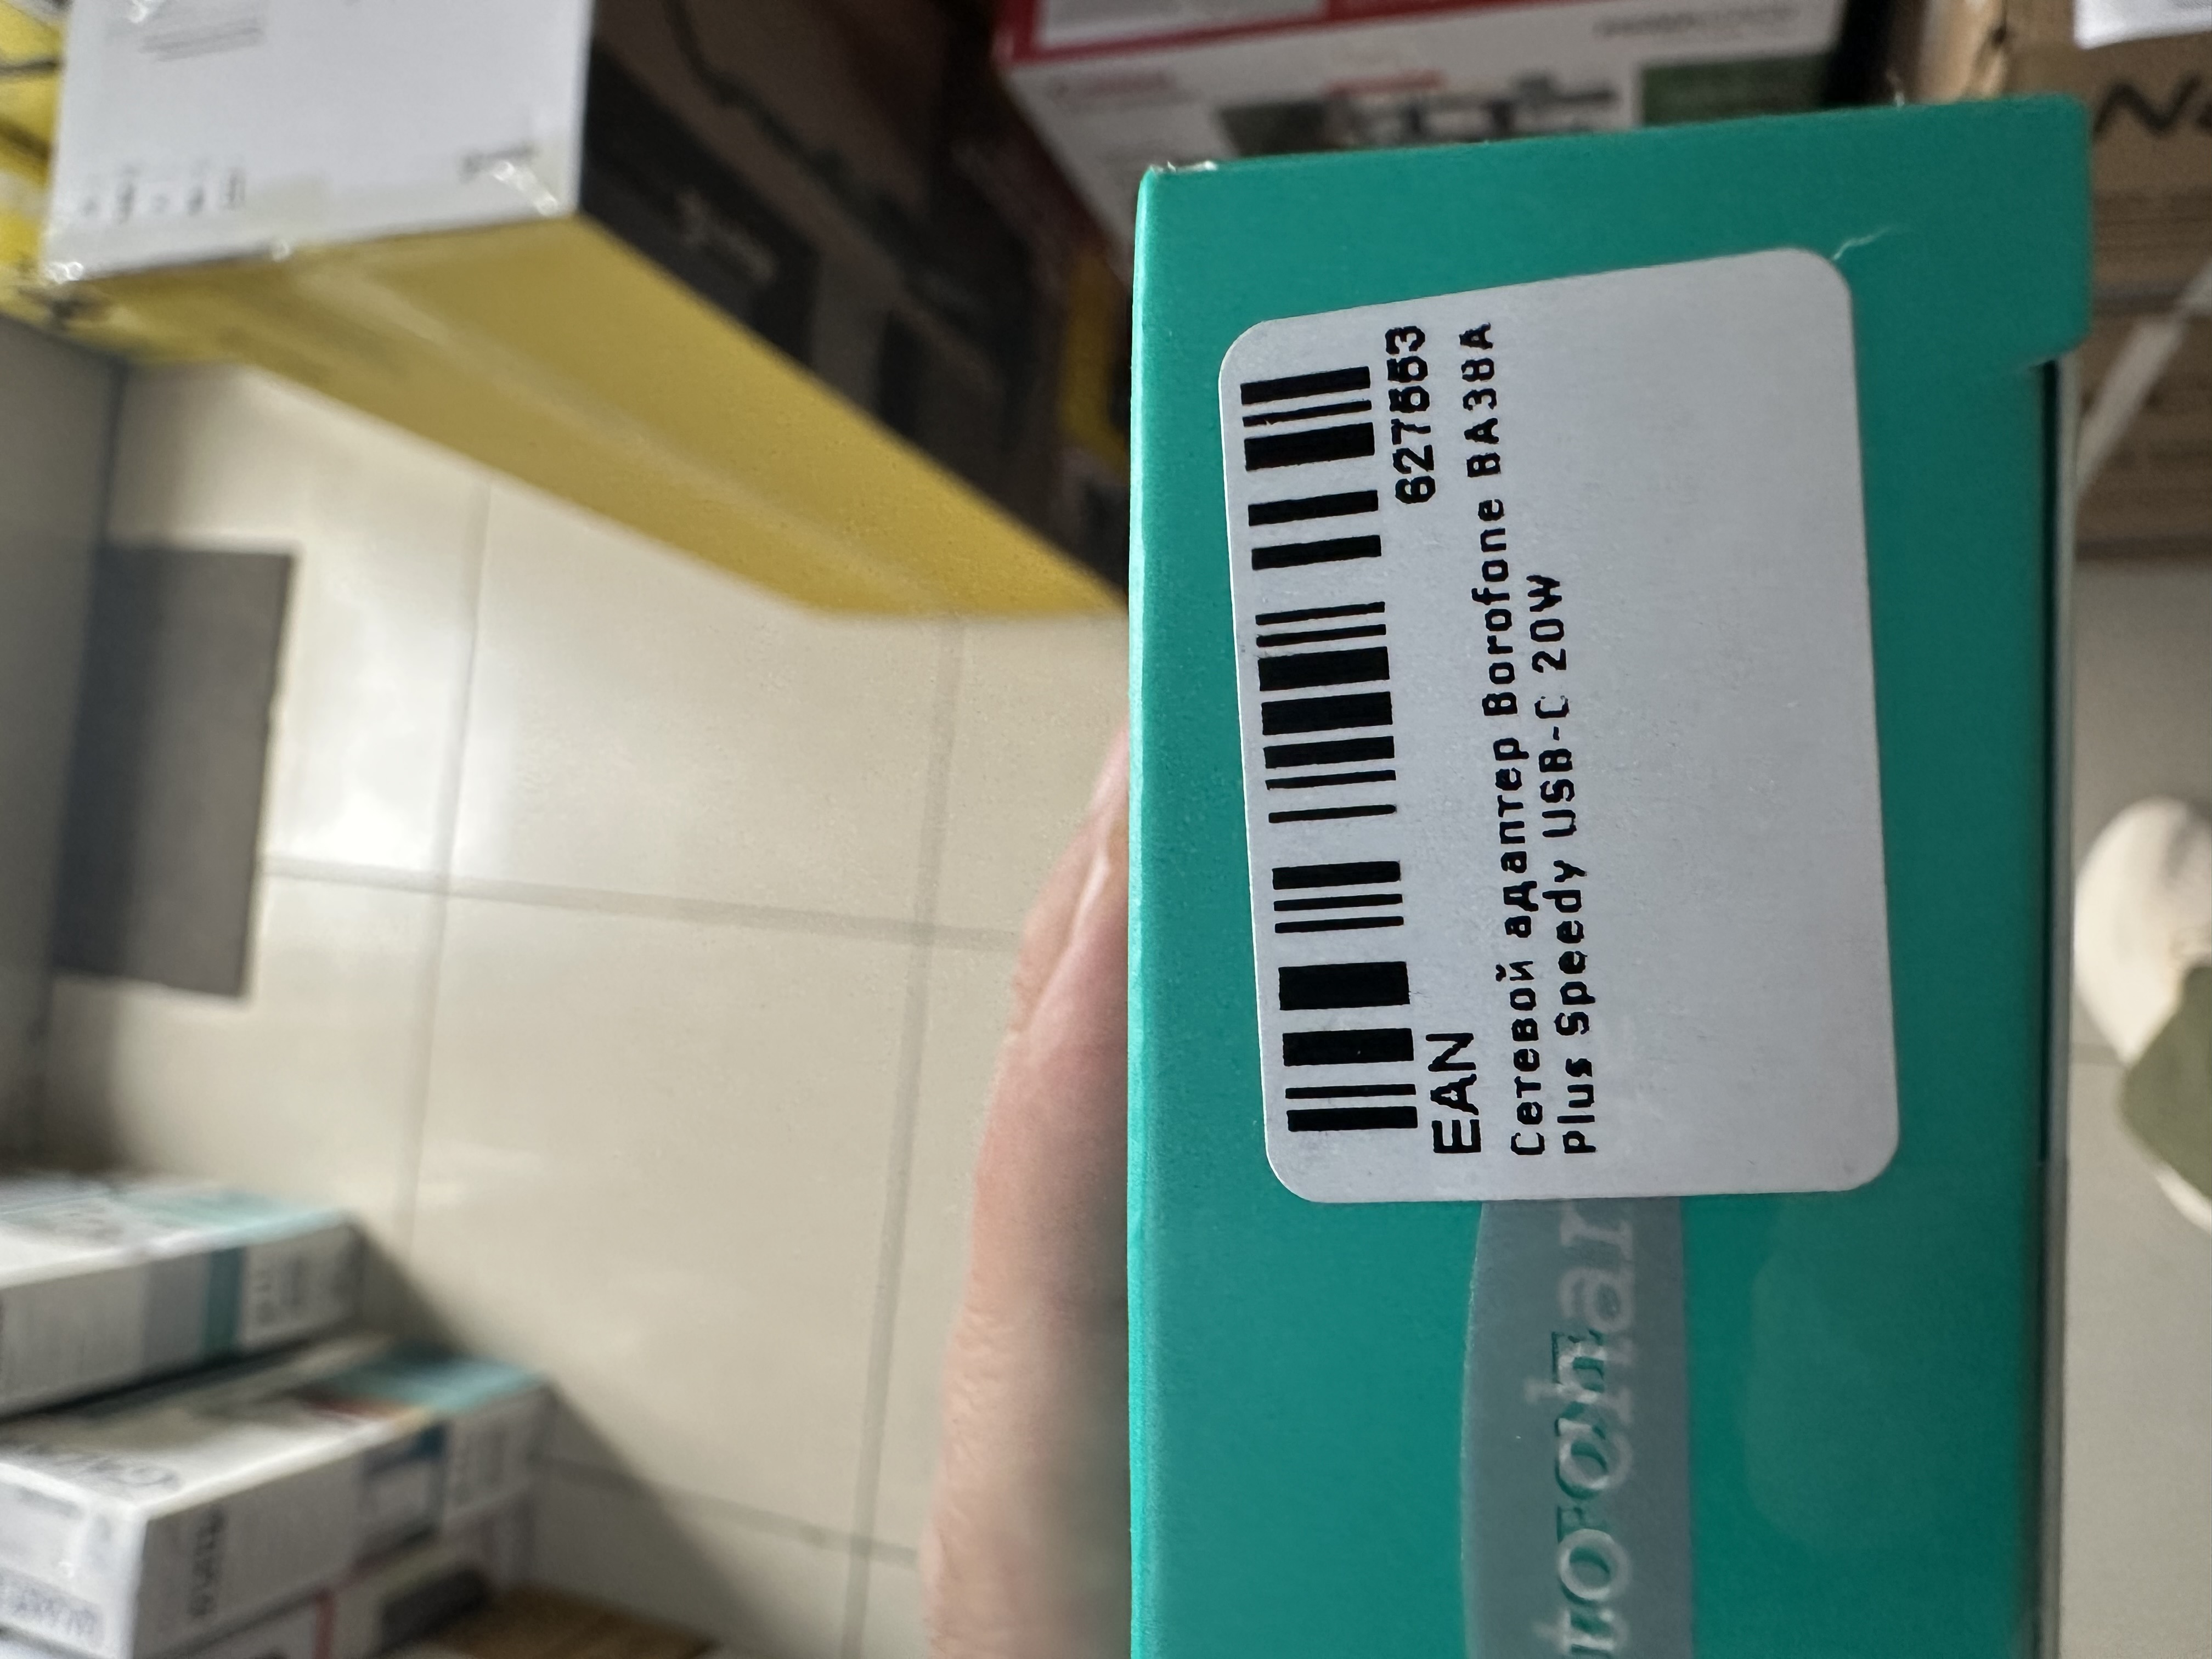 627553
EAN
Сетевой адаптер Borofone BA38A
Plus Speedy USB-C 20W